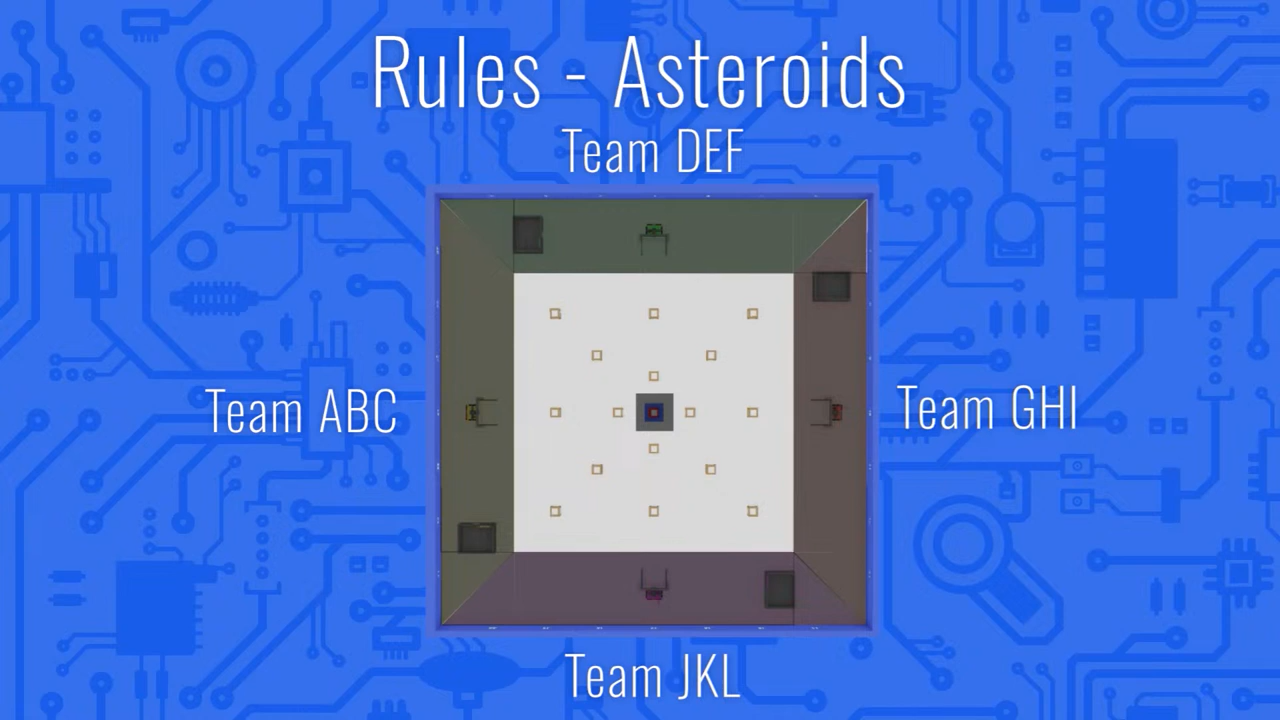 Rules - Asteroids
Team DEF
Team ABC
Team GHI
Team JKL